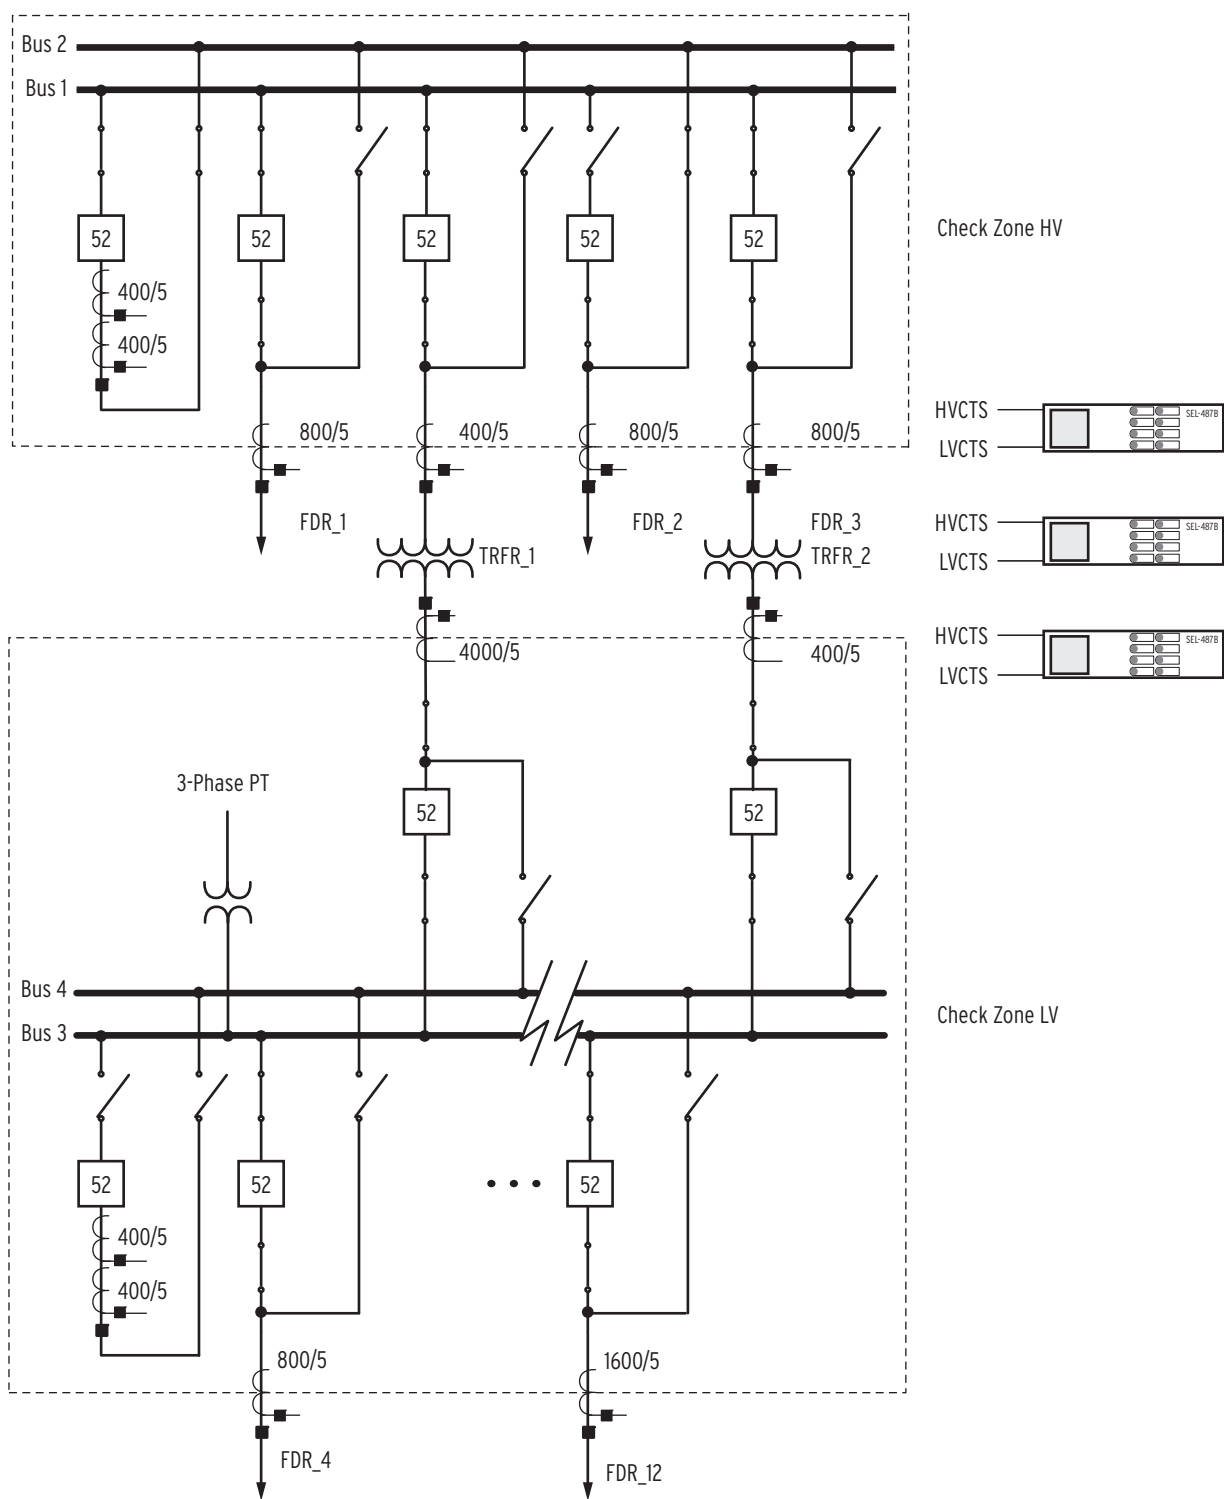 Bus 2
Bus 1
52
52
52
52
52
Check Zone HV
400/5
400/5
800/5
400/5
800/5
800/5
HVCTS
LVCTS
SEL-487B
FDR_1
FDR_2
FDR_3
TRFR_1
TRFR_2
HVCTS
LVCTS
SEL-487B
4000/5
400/5
HVCTS
LVCTS
SEL-487B
3-Phase PT
52
52
Bus 4
Bus 3
Check Zone LV
52
52
52
400/5
400/5
800/5
1600/5
FDR_4
FDR_12